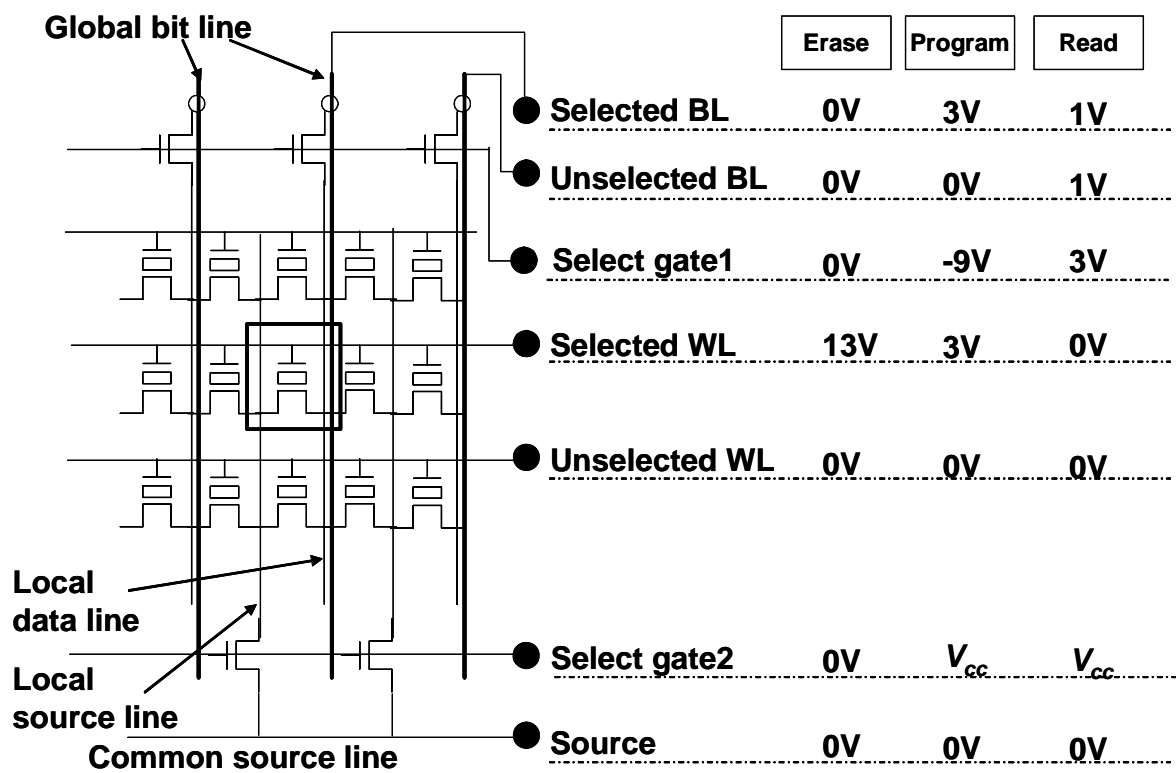 Global bit line
Erase Program Read
Selected BL 0V 3V 1V
Unselected BL 0V 0V 1V
Select gate1 0V -9V 3V
Selected WL 13V 3V 0V
Unselected WL 0V 0V 0V
Local
data line
Select gate2 0V Vcc Vcc
Local
source line
Source 0V 0V 0V
Common source line